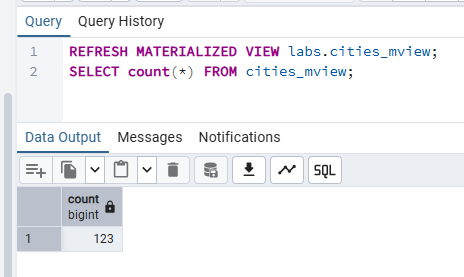 Query Query History
1 REFRESH MATERIALIZED VIEW labs.cities_mview;
2 SELECT count(*) FROM cities_mview;
Data Output Messages Notifications
SQL
count
bigint
1 123